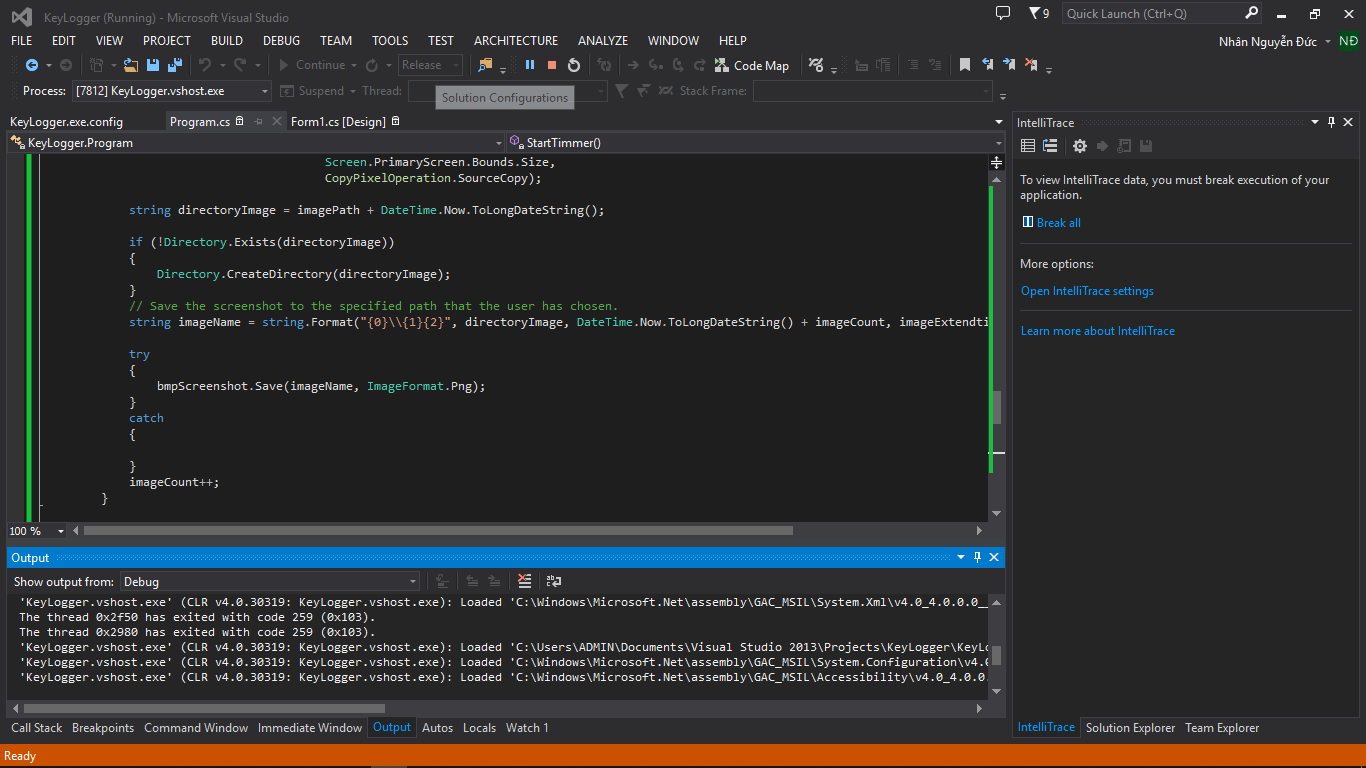 KeyLogger (Running) - Microsoft Visual Studio
9
Quick Launch (Ctrl+Q)
FILE EDIT VIEW PROJECT BUILD DEBUG TEAM TOOLS TEST ARCHITECTURE ANALYZE WINDOW HELP
Nhân Nguyễn Đức NĐ
Continue Release Code Map
Process: [7812] KeyLogger.vshost.exe Suspend Thread: Stack Frame:
Solution Configurations
KeyLogger.exe.config Program.cs Form1.cs [Design]
KeyLogger.Program StartTimmer()
Screen.PrimaryScreen.Bounds.Size,
CopyPixelOperation.SourceCopy);
string directoryImage = imagePath + DateTime.Now.ToLongDateString();
if (!Directory.Exists(directoryImage))
{
Directory.CreateDirectory(directoryImage);
}
// Save the screenshot to the specified path that the user has chosen.
string imageName = string.Format("{0}\\{1}{2}", directoryImage, DateTime.Now.ToLongDateString() + imageCount, imageExtendti
try
{
bmpScreenshot.Save(imageName, ImageFormat.Png);
}
catch
{
}
imageCount++;
}
100 %
Output
Show output from: Debug
'KeyLogger.vshost.exe' (CLR v4.0.30319: KeyLogger.vshost.exe): Loaded 'C:\Windows\Microsoft.Net\assembly\GAC_MSIL\System.Xml\v4.0_4.0.0.0__
The thread 0x2f50 has exited with code 259 (0x103).
The thread 0x2980 has exited with code 259 (0x103).
'KeyLogger.vshost.exe' (CLR v4.0.30319: KeyLogger.vshost.exe): Loaded 'C:\Users\ADMIN\Documents\Visual Studio 2013\Projects\KeyLogger\KeyLo
'KeyLogger.vshost.exe' (CLR v4.0.30319: KeyLogger.vshost.exe): Loaded 'C:\Windows\Microsoft.Net\assembly\GAC_MSIL\System.Configuration\v4.0
'KeyLogger.vshost.exe' (CLR v4.0.30319: KeyLogger.vshost.exe): Loaded 'C:\Windows\Microsoft.Net\assembly\GAC_MSIL\Accessibility\v4.0_4.0.0.
Call Stack Breakpoints Command Window Immediate Window Output Autos Locals Watch 1
IntelliTrace
To view IntelliTrace data, you must break execution of your
application.
Break all
More options:
Open IntelliTrace settings
Learn more about IntelliTrace
IntelliTrace Solution Explorer Team Explorer
Ready